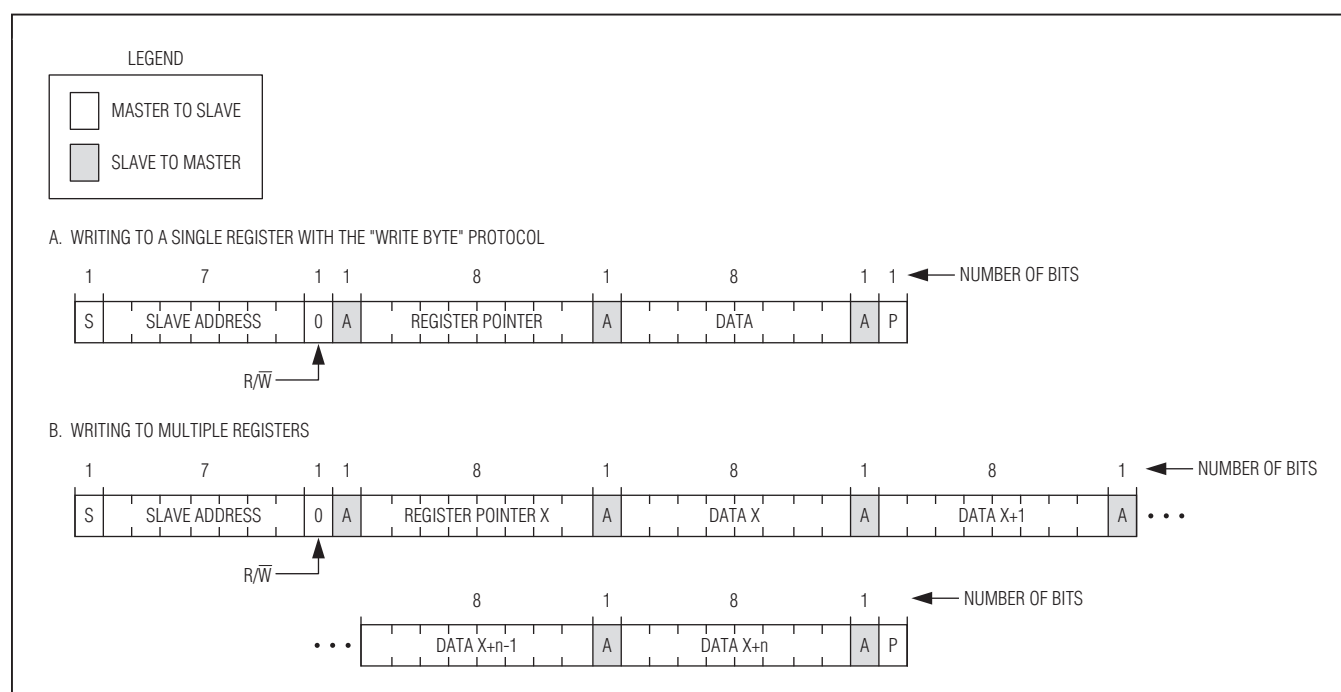 LEGEND
MASTER TO SLAVE
SLAVE TO MASTER
A. WRITING TO A SINGLE REGISTER WITH THE "WRITE BYTE" PROTOCOL
1 7 1 1 8 1 8 1 1 NUMBER OF BITS
S SLAVE ADDRESS 0 A REGISTER POINTER A DATA A P
R/W̅
B. WRITING TO MULTIPLE REGISTERS
1 7 1 1 8 1 8 1 8 1 NUMBER OF BITS
S SLAVE ADDRESS 0 A REGISTER POINTER X A DATA X A DATA X+1 A •••
R/W̅
8 1 8 1 NUMBER OF BITS
••• DATA X+n-1 A DATA X+n A P